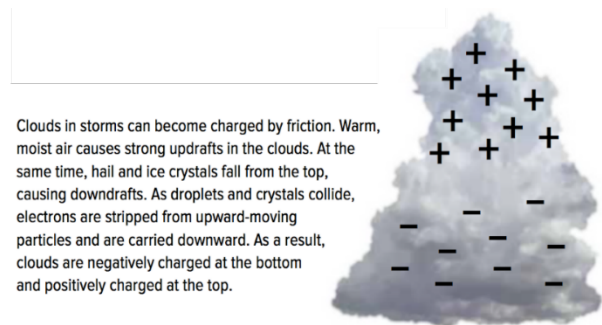 Clouds in storms can become charged by friction. Warm,
moist air causes strong updrafts in the clouds. At the
same time, hail and ice crystals fall from the top,
causing downdrafts. As droplets and crystals collide,
electrons are stripped from upward-moving
particles and are carried downward. As a result,
clouds are negatively charged at the bottom
and positively charged at the top.
+ +
+ + +
+ + +
+ +
– –
– – –
– –
– –